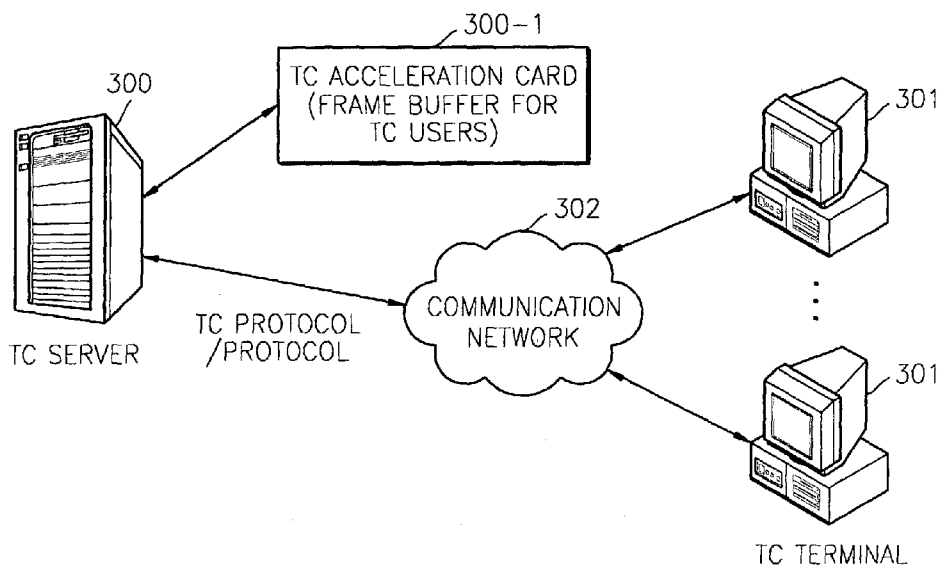 300-1
300
TC ACCELERATION CARD
(FRAME BUFFER FOR
TC USERS)
301
302
COMMUNICATION
NETWORK
TC PROTOCOL
/PROTOCOL
TC SERVER
301
TC TERMINAL